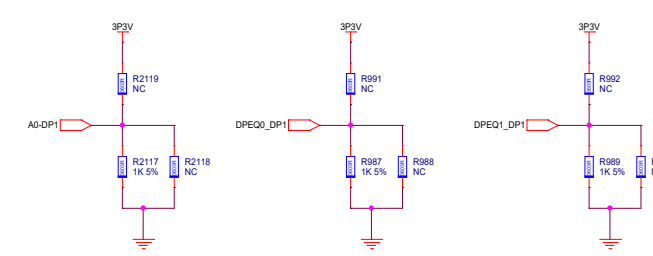 3P3V
3P3V
3P3V
R2119
NC
R991
NC
R992
NC
A0-DP1
DPEQ0_DP1
DPEQ1_DP1
R2117
1K 5%
R2118
NC
R987
1K 5%
R988
NC
R989
1K 5%